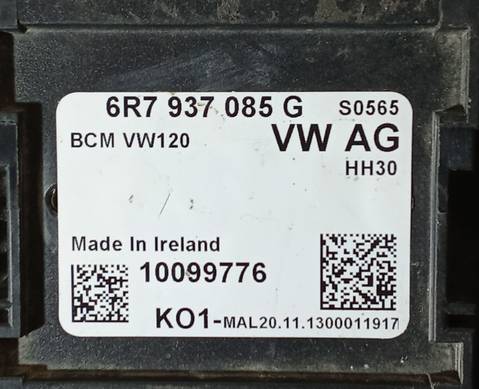 6R7 937 085 G S0565
BCM VW120 VW AG
HH30
Made In Ireland
10099776
KO1-MAL20.11.1300011917